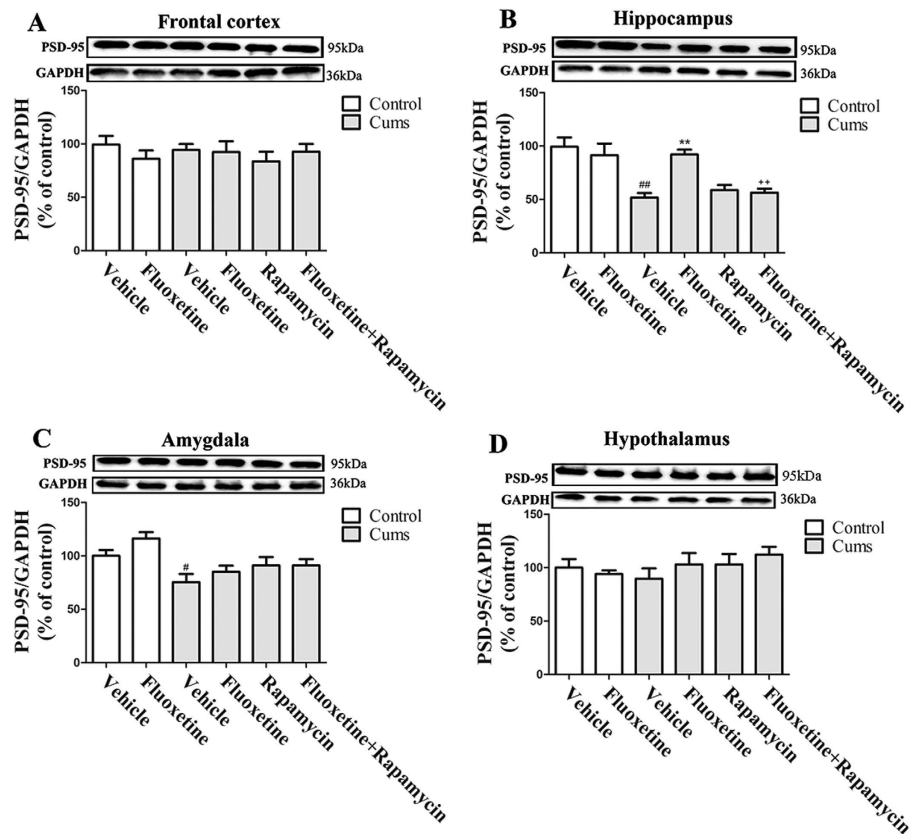 A
Frontal cortex
PSD-95
95kDa
GAPDH
36kDa
Control
Cums
PSD-95/GAPDH
(% of control)
150
100
50
0
Vehicle
Fluoxetine
Vehicle
Fluoxetine
Rapamycin
Fluoxetine+Rapamycin
B
Hippocampus
PSD-95
95kDa
GAPDH
36kDa
Control
Cums
PSD-95/GAPDH
(% of control)
150
100
50
0
##
**
++
Vehicle
Fluoxetine
Vehicle
Fluoxetine
Rapamycin
Fluoxetine+Rapamycin
C
Amygdala
PSD-95
95kDa
GAPDH
36kDa
Control
Cums
PSD-95/GAPDH
(% of control)
150
100
50
0
#
Vehicle
Fluoxetine
Vehicle
Fluoxetine
Rapamycin
Fluoxetine+Rapamycin
D
Hypothalamus
PSD-95
95kDa
GAPDH
36kDa
Control
Cums
PSD-95/GAPDH
(% of control)
150
100
50
0
Vehicle
Fluoxetine
Vehicle
Fluoxetine
Rapamycin
Fluoxetine+Rapamycin